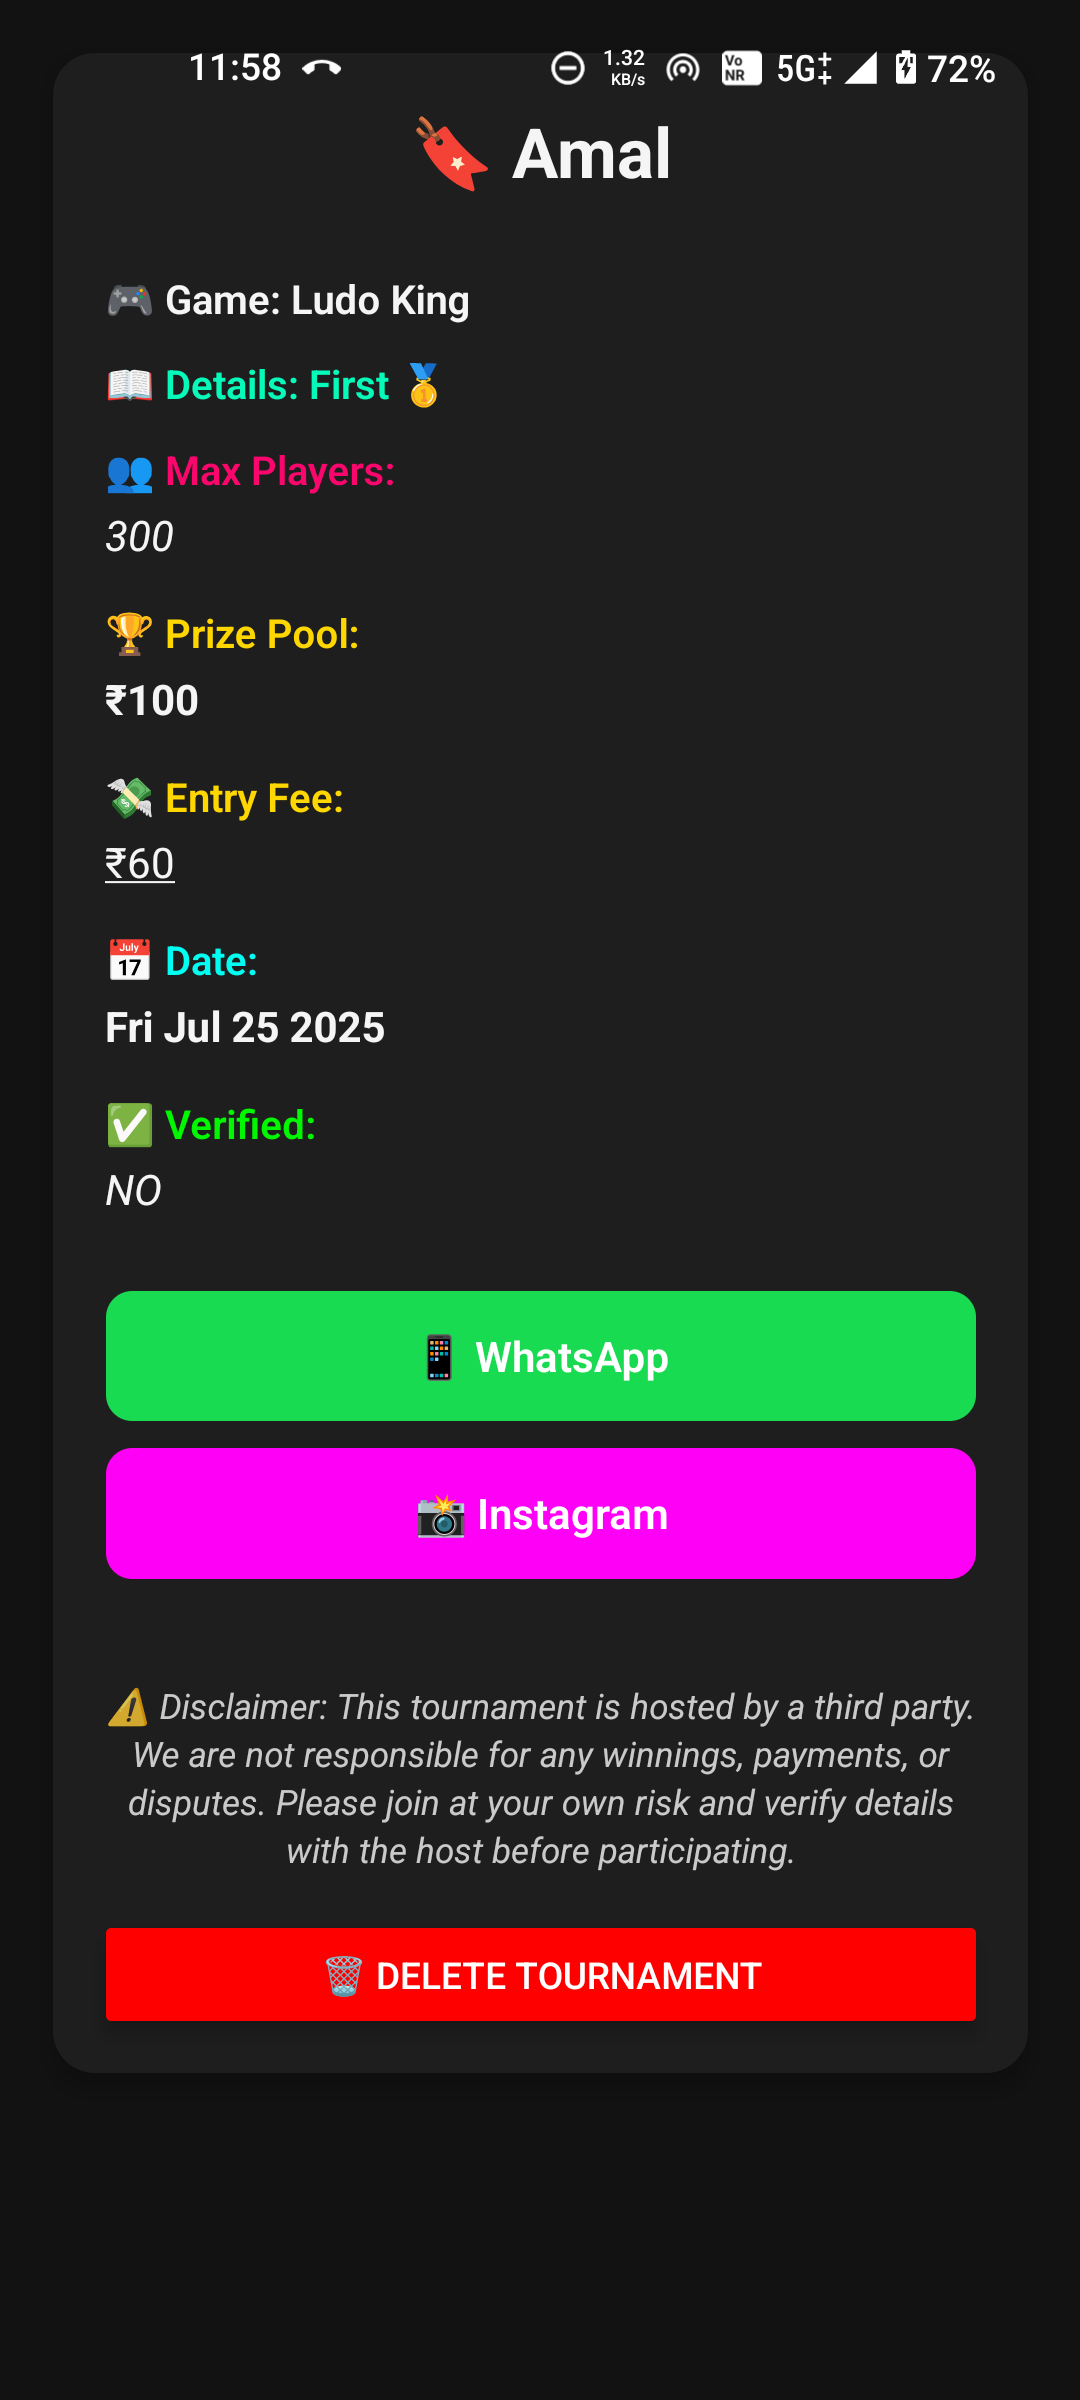 11:58 1.32 KB/s Vo NR 5G+ 72%
Amal
Game: Ludo King
Details: First 🥇
Max Players:
300
Prize Pool:
₹100
Entry Fee:
₹60
Date:
Fri Jul 25 2025
Verified:
NO
WhatsApp
Instagram
⚠️ Disclaimer: This tournament is hosted by a third party.
We are not responsible for any winnings, payments, or
disputes. Please join at your own risk and verify details
with the host before participating.
DELETE TOURNAMENT